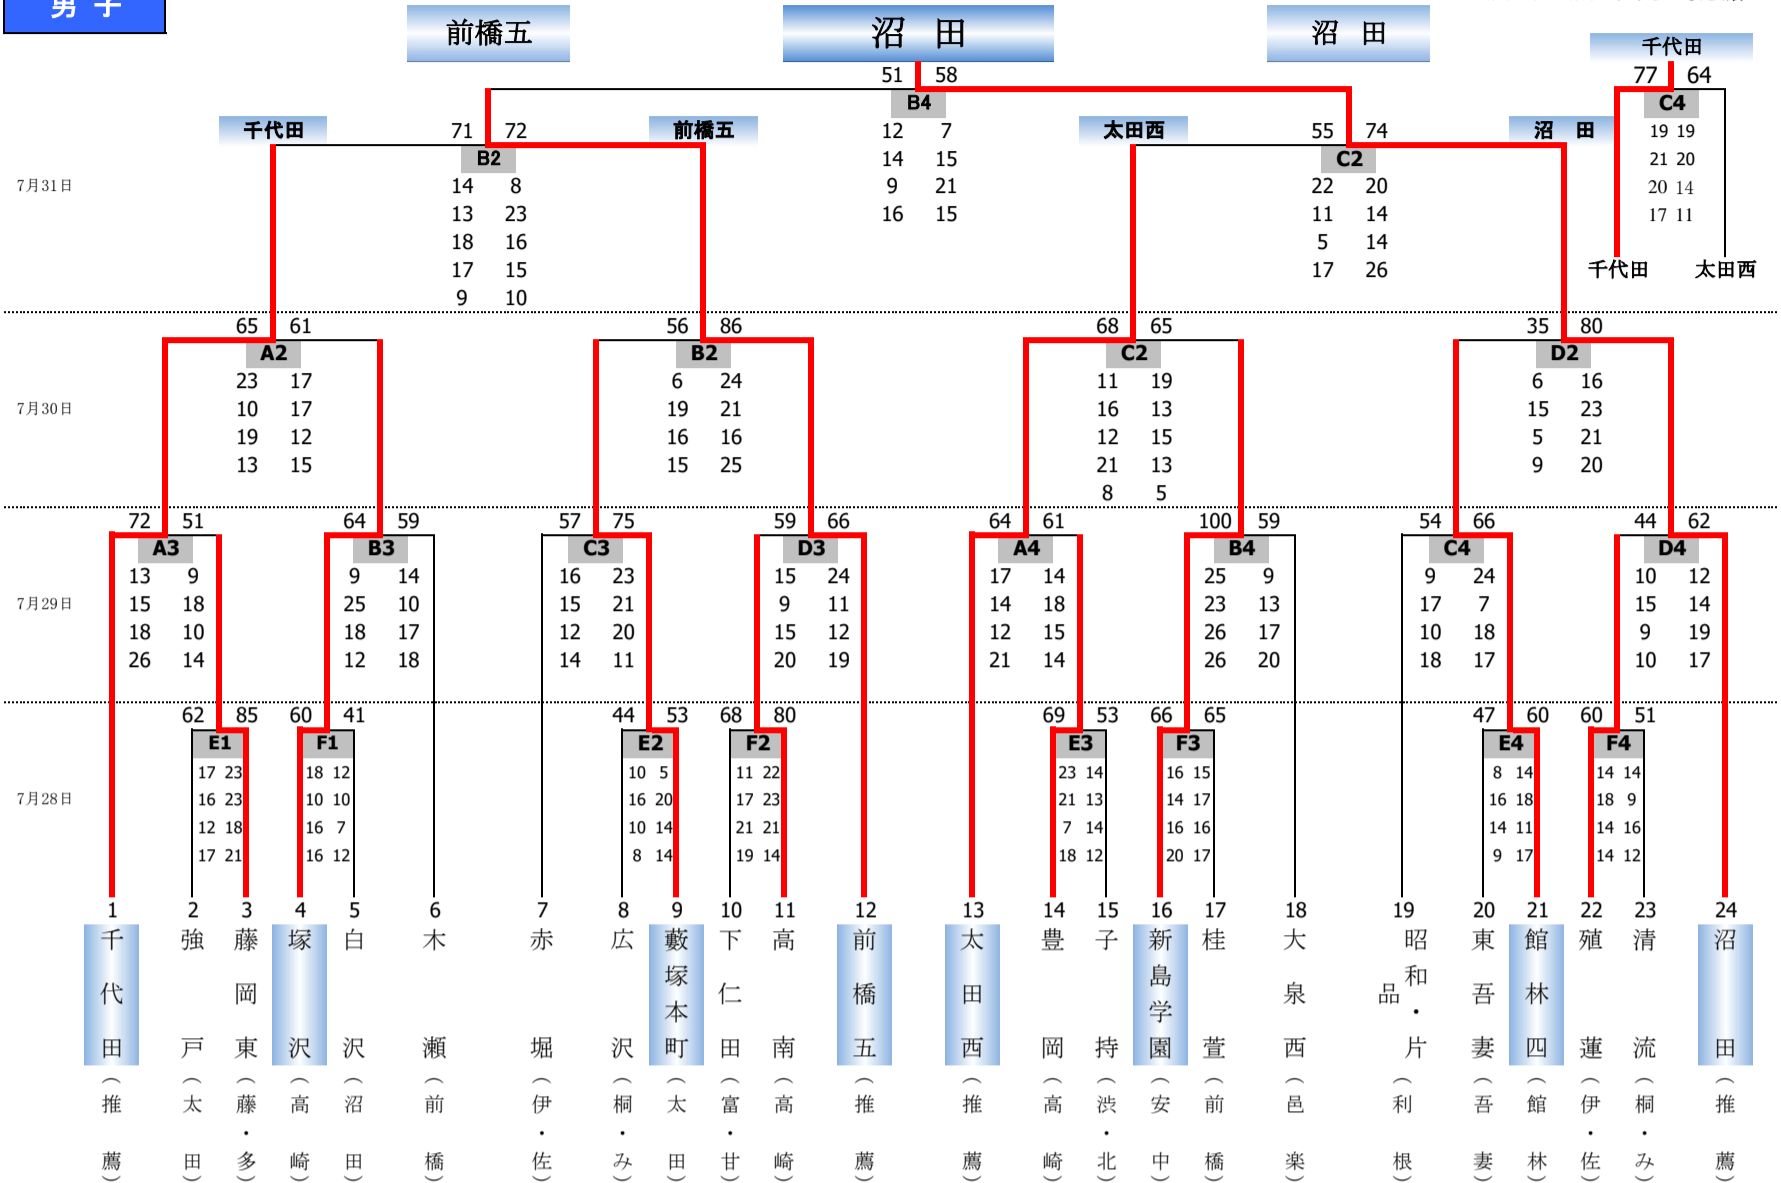 男 子
前橋五
沼 田
沼 田
千代田
77 64
C4
19 19
21 20
20 14
17 11
千代田 太田西
51 58
B4
12 7
14 15
9 21
16 15
7月31日
千代田 71 72 前橋五
B2
14 8
13 23
18 16
17 15
9 10
太田西 55 74 沼 田
C2
22 20
11 14
5 14
17 26
7月30日
65 61
A2
23 17
10 17
19 12
13 15
56 86
B2
6 24
19 21
16 16
15 25
68 65
C2
11 19
16 13
12 15
21 13
8 5
35 80
D2
6 16
15 23
5 21
9 20
7月29日
72 51
A3
13 9
15 18
18 10
26 14
64 59
B3
9 14
25 10
18 17
12 18
57 75
C3
16 23
15 21
12 20
14 11
59 66
D3
15 24
9 11
15 12
20 19
64 61
A4
17 14
14 18
12 15
21 14
100 59
B4
25 9
23 13
26 17
26 20
54 66
C4
9 24
17 7
10 18
18 17
44 62
D4
10 12
15 14
9 19
10 17
7月28日
62 85
E1
17 23
16 23
12 18
17 21
60 41
F1
18 12
10 10
16 7
16 12
44 53
E2
10 5
16 20
10 14
8 14
68 80
F2
11 22
17 23
21 21
19 14
69 53
E3
23 14
21 13
7 14
18 12
66 65
F3
16 15
14 17
16 16
20 17
47 60
E4
8 14
16 18
14 11
9 17
60 51
F4
14 14
18 9
14 16
14 12
1 千代田（推薦）
2 強戸（太田）
3 藤岡東（藤・多）
4 塚沢（高崎）
5 白沢（沼田）
6 木瀬（前橋）
7 赤堀（伊・佐）
8 広沢（桐・み）
9 藪塚本町（太田）
10 下仁田（富・甘）
11 高南（高崎）
12 前橋五（推薦）
13 太田西（推薦）
14 豊岡（高崎）
15 子持（渋・北）
16 新島学園（安中）
17 桂萱（前橋）
18 大泉西（邑楽）
19 昭和・片品（利根）
20 東吾妻（吾妻）
21 館林四（館林）
22 殖蓮（伊・佐）
23 清流（桐・み）
24 沼田（推薦）